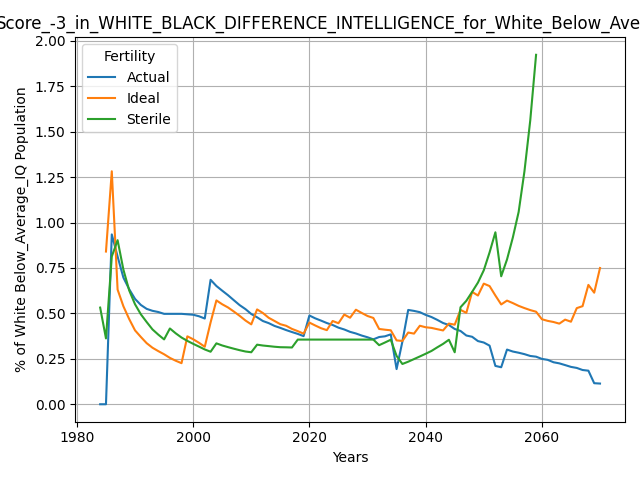 Score_-3_in_WHITE_BLACK_DIFFERENCE_INTELLIGENCE_for_White_Below_Ave
2.00
1.75
1.50
1.25
1.00
0.75
0.50
0.25
0.00
% of White Below_Average_IQ Population
Fertility
Actual
Ideal
Sterile
1980
2000
2020
2040
2060
Years